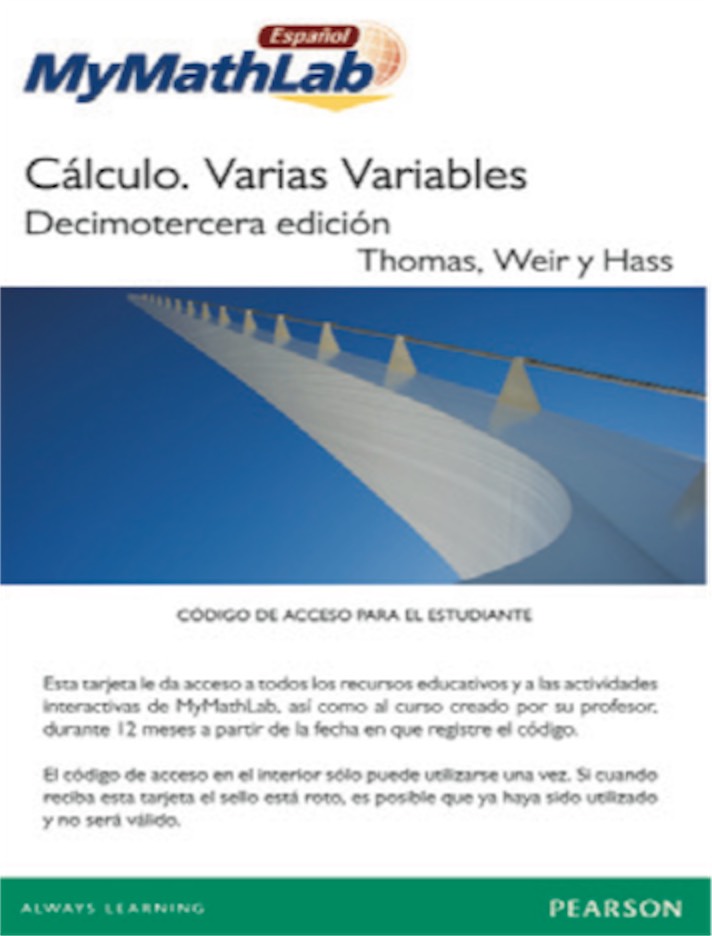 Español
MyMathLab
Cálculo. Varias Variables
Decimotercera edición
Thomas, Weir y Hass
CÓDIGO DE ACCESO PARA EL ESTUDIANTE
Esta tarjeta le da acceso a todos los recursos educativos y a las actividades
interactivas de MyMathLab, así como al curso creado por su profesor,
durante 12 meses a partir de la fecha en que registre el código.
El código de acceso en el interior sólo puede utilizarse una vez. Si cuando
reciba esta tarjeta el sello está roto, es posible que ya haya sido utilizado
y no será válido.
ALWAYS LEARNING
PEARSON